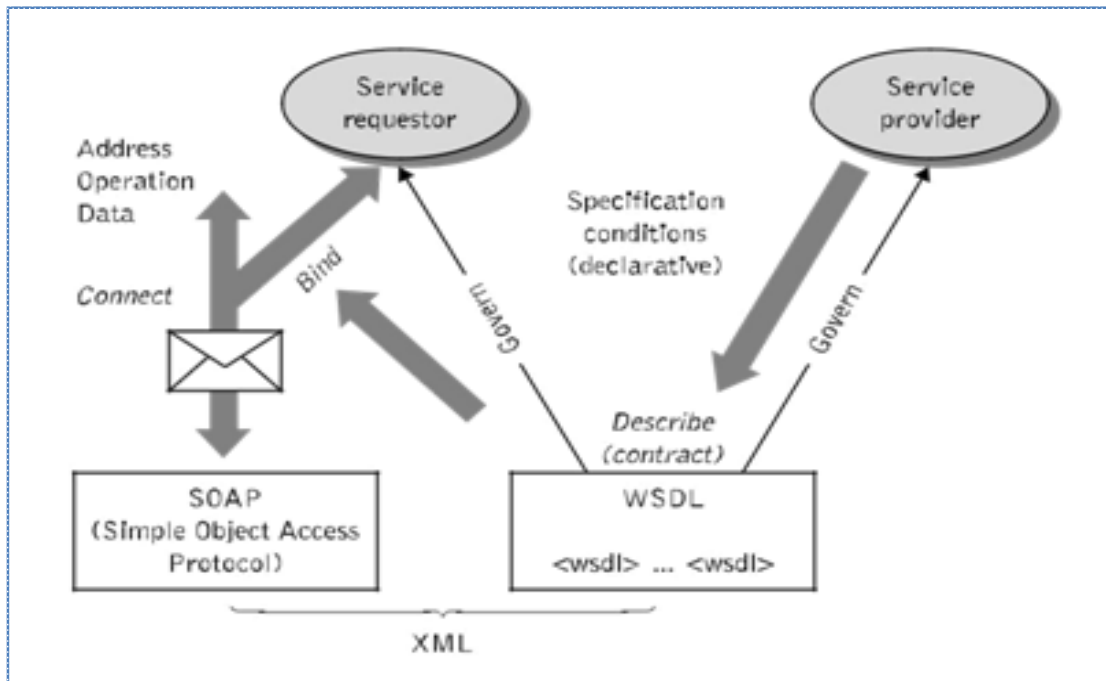 Service
requestor
Service
provider
Address
Operation
Data
Specification
conditions
(declarative)
Connect
Bind
Govern
Govern
Describe
(contract)
SOAP
(Simple Object Access
Protocol)
WSDL
<wsdl> ... <wsdl>
XML